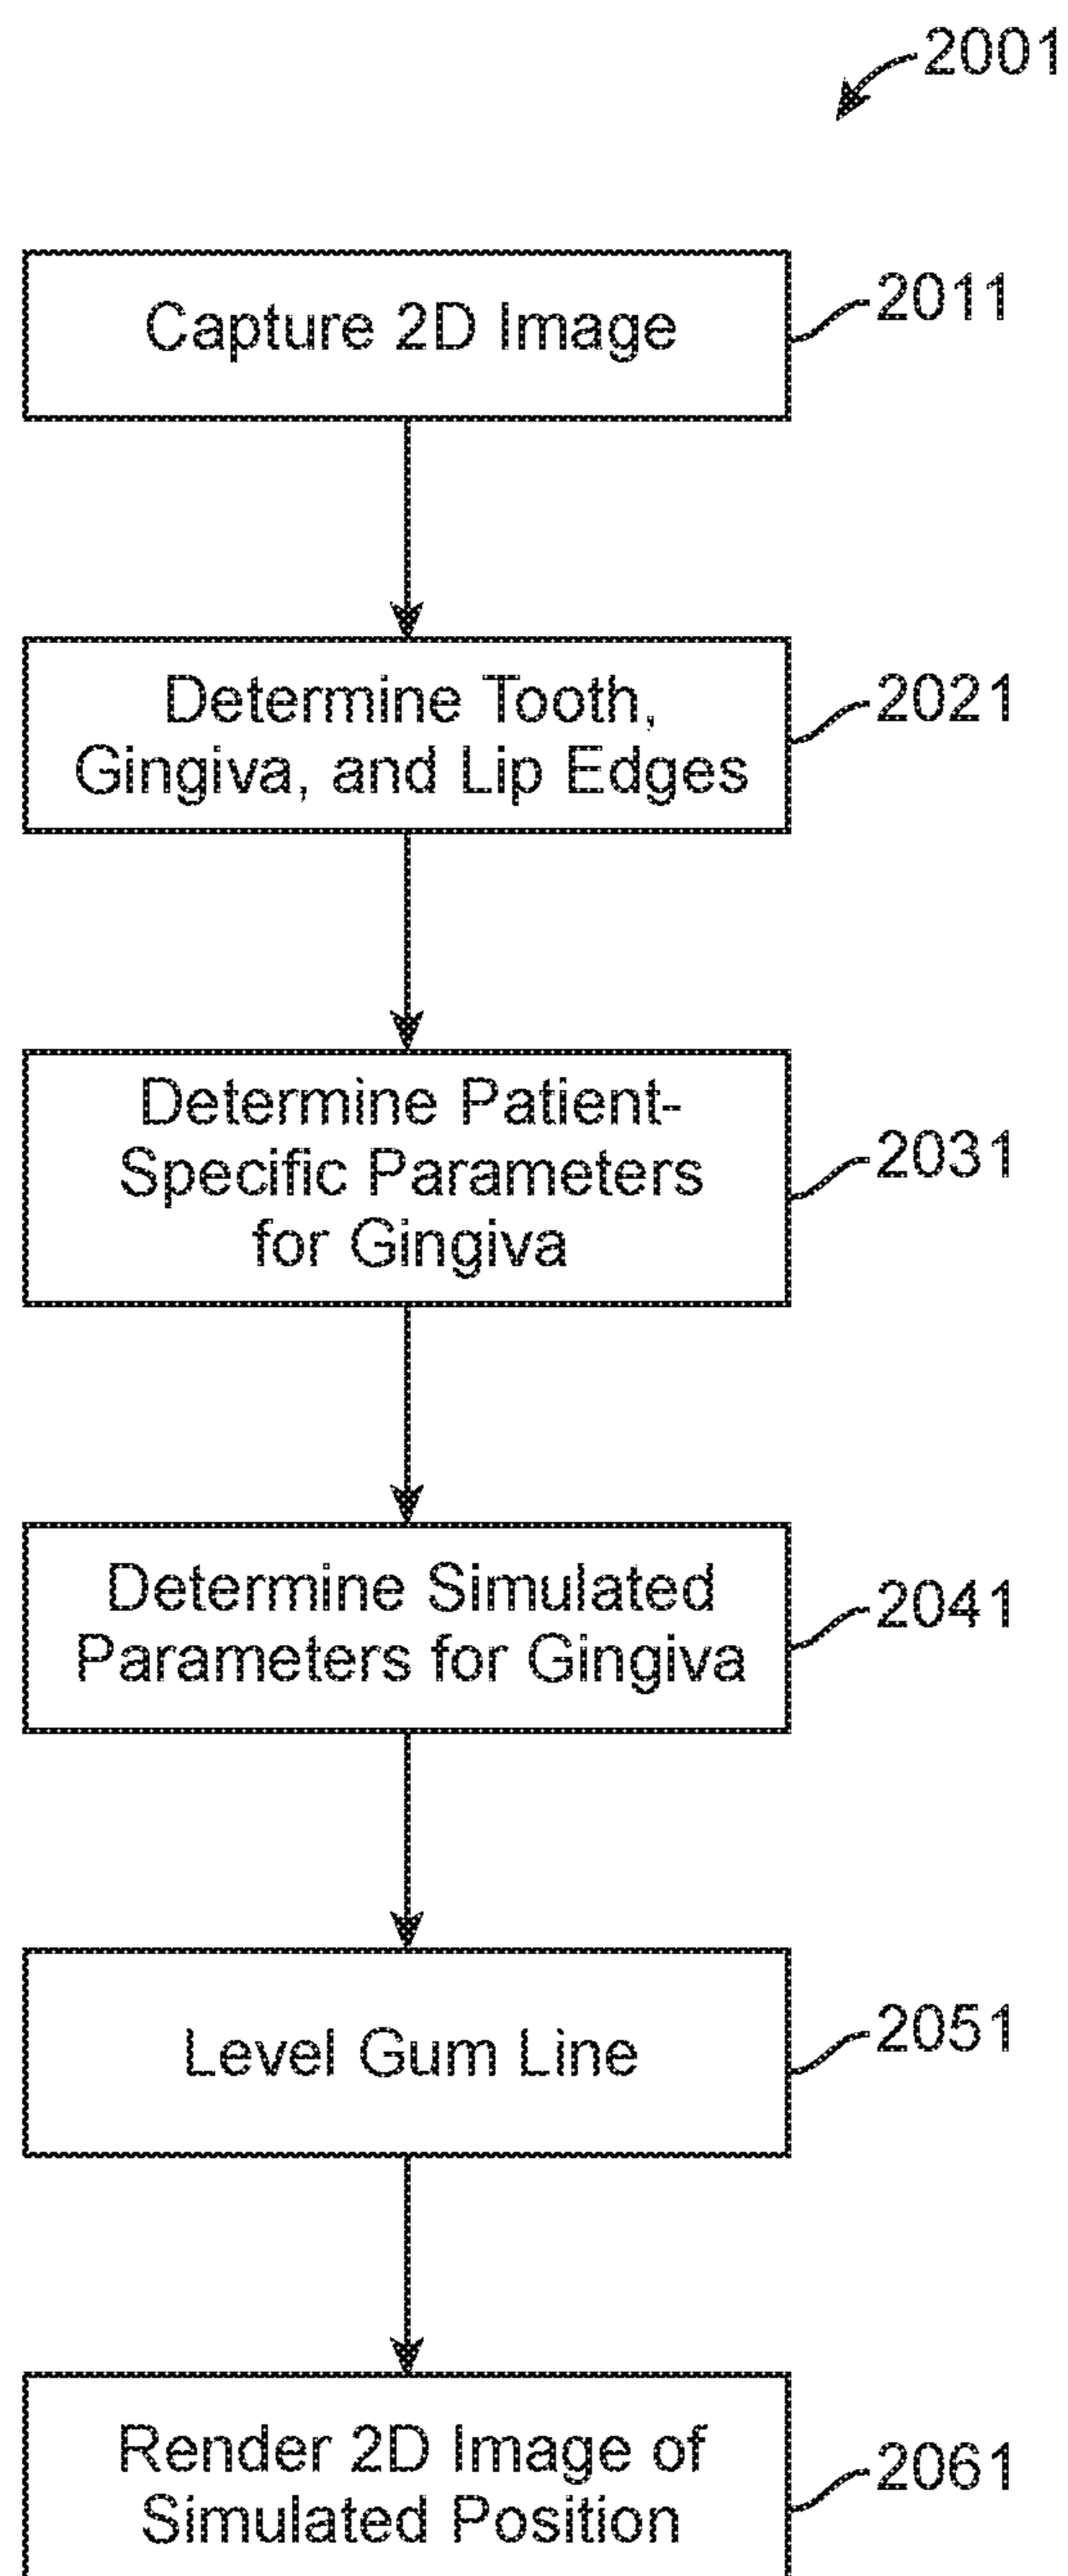 2001
Capture 2D Image
2011
Determine Tooth,
Gingiva, and Lip Edges
2021
Determine Patient-
Specific Parameters
for Gingiva
2031
Determine Simulated
Parameters for Gingiva
2041
Level Gum Line
2051
Render 2D Image of
Simulated Position
2061